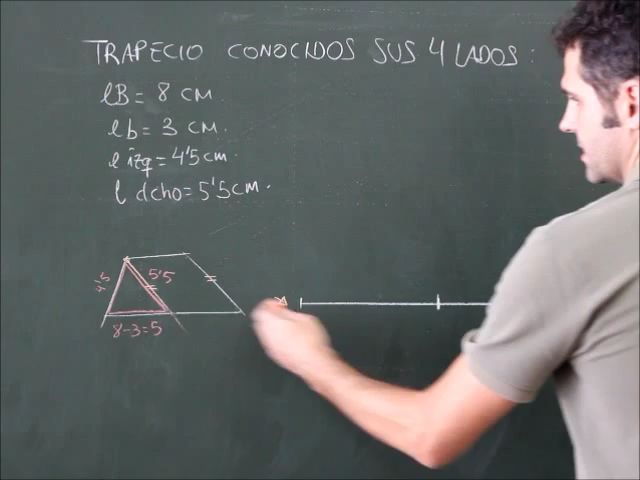 TRAPECIO CONOCIDOS SUS 4 LADOS :
lB = 8 CM
lb = 3 CM.
l izq = 4'5 cm.
l dcho = 5'5 cm.
4'5
5'5
8-3=5